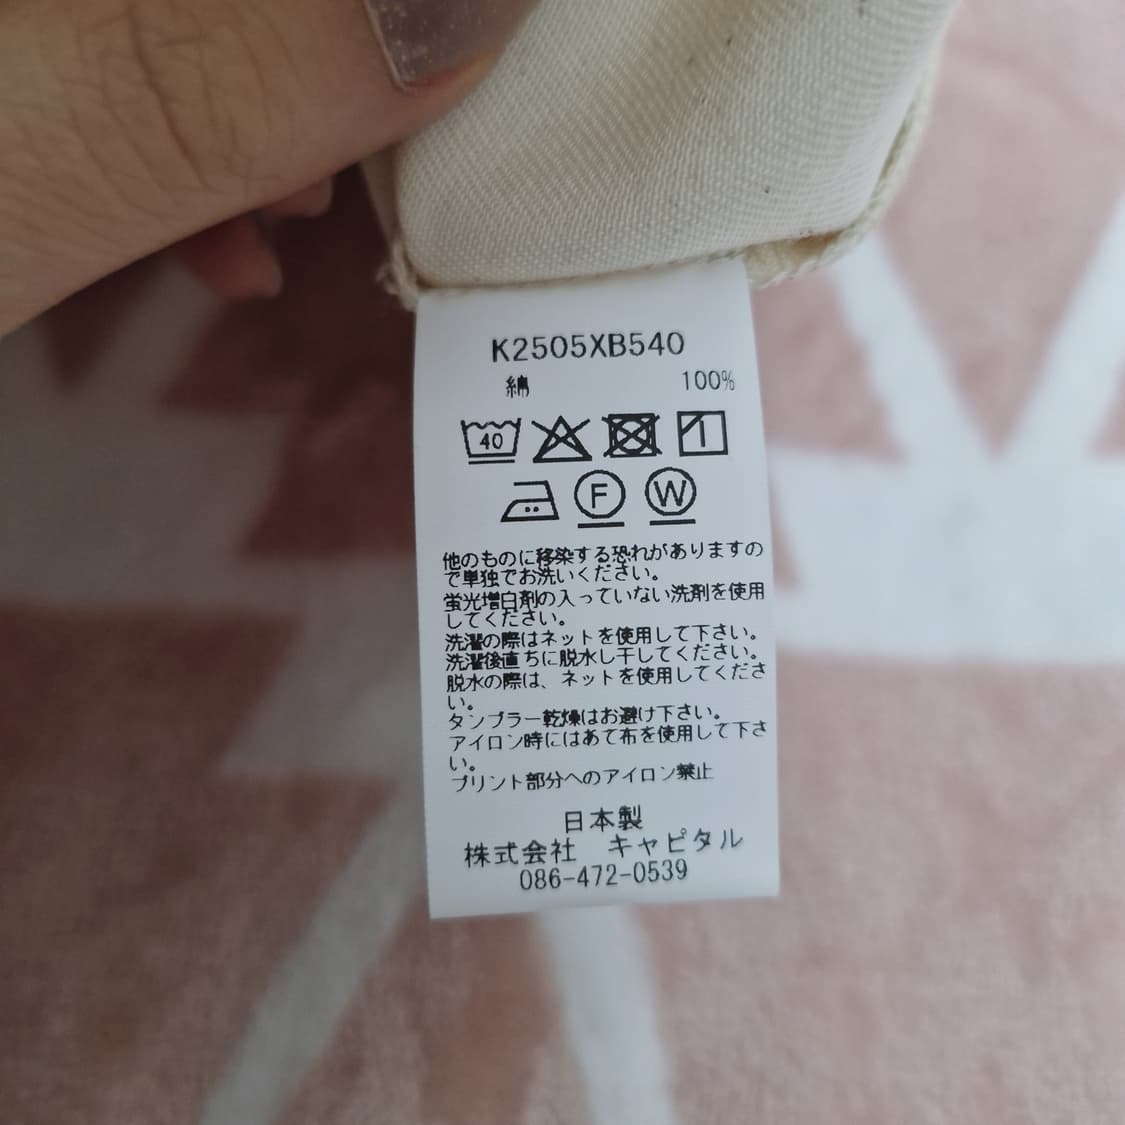 K2505XB540
綿 100%
40
F W
他のものに移染する恐れがありますの
で単独でお洗いください。
蛍光増白剤の入っていない洗剤を使用
してください。
洗濯の際はネットを使用して下さい。
洗濯後直ちに脱水し干してください。
脱水の際は、ネットを使用してくださ
い。
タンブラー乾燥はお避け下さい。
アイロン時にはあて布を使用して下さ
い。
プリント部分へのアイロン禁止
日本製
株式会社 キャピタル
086-472-0539